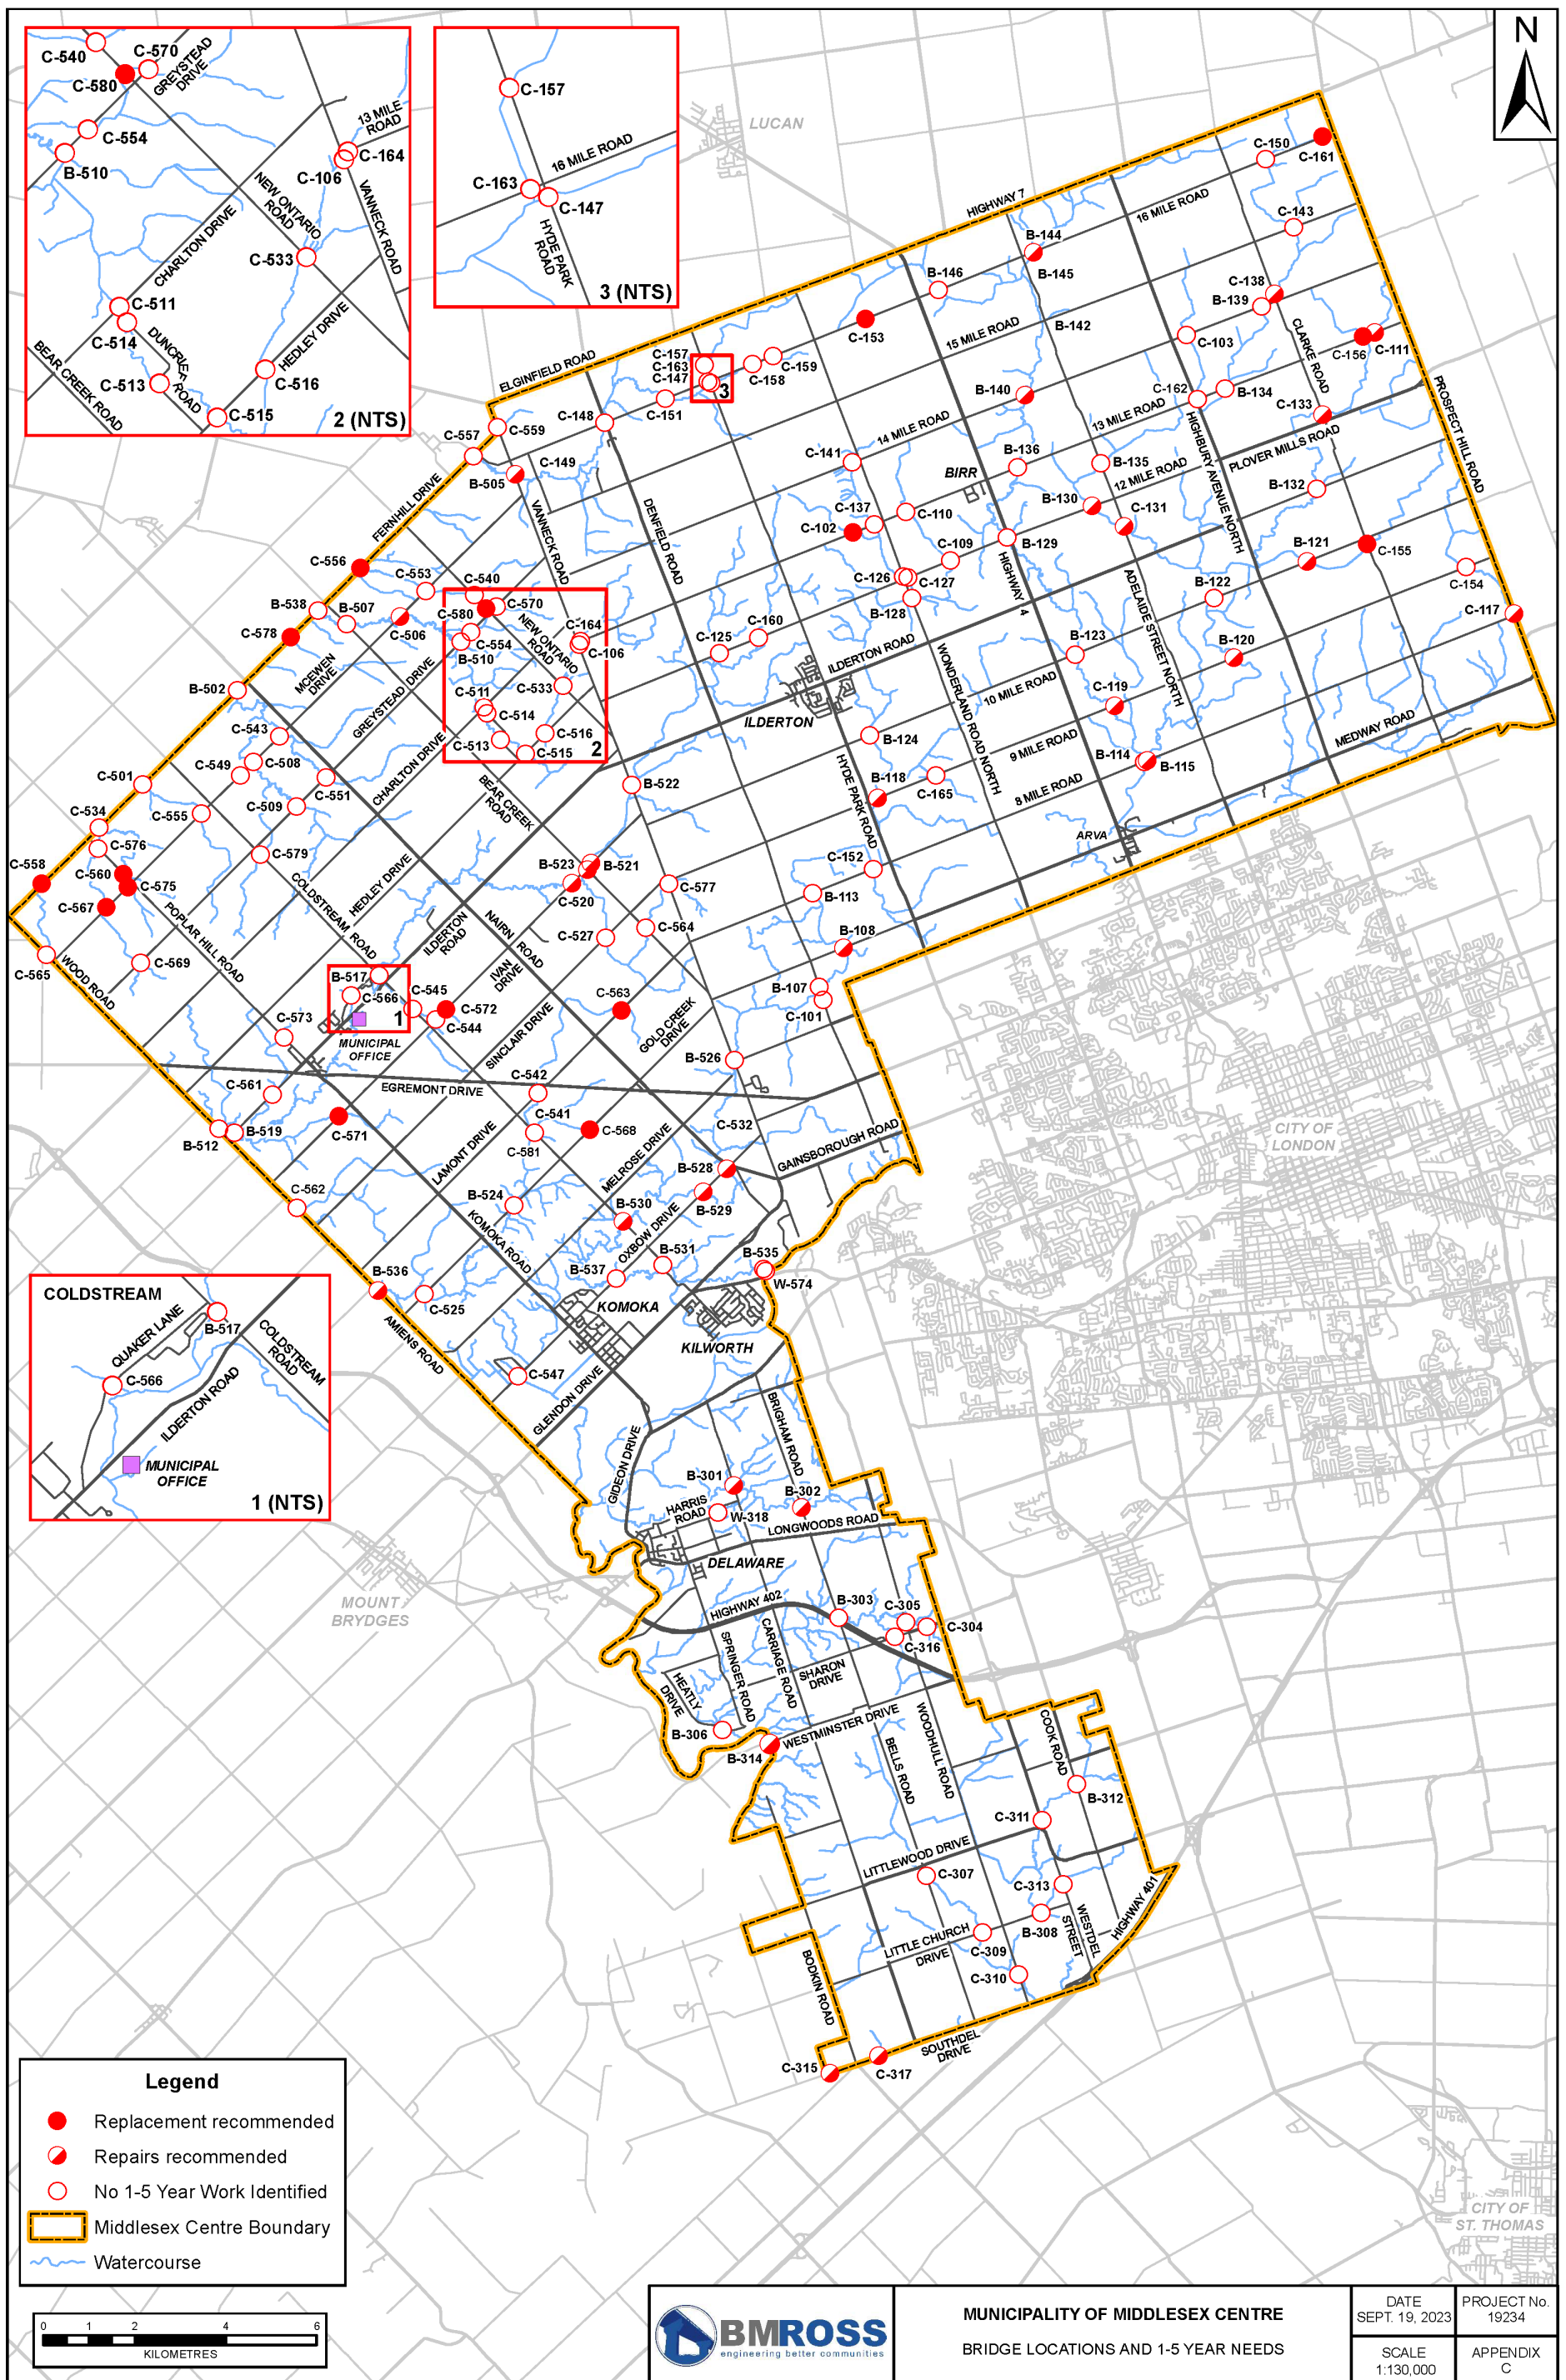 N
C-540
C-570
GREYSTEAD
DRIVE
C-580
C-554
B-510
13 MILE
ROAD
C-164
C-106
NEW ONTARIO
ROAD
VANNECK ROAD
CHARLTON DRIVE
C-533
C-511
C-514
DUNCRIEF
ROAD
HEDLEY DRIVE
BEAR CREEK ROAD
C-513
C-516
C-515
2 (NTS)
C-157
16 MILE ROAD
C-163
C-147
HYDE PARK
ROAD
3 (NTS)
LUCAN
C-150
C-161
HIGHWAY 7
16 MILE ROAD
B-144
B-145
C-143
B-146
C-138
B-139
C-153
B-142
15 MILE ROAD
CLARKE ROAD
C-103
C-156
C-111
ELGINFIELD ROAD
C-157
C-163
C-147
3
C-158
C-159
C-151
B-140
C-162
B-134
PROSPECT HILL ROAD
C-148
14 MILE ROAD
13 MILE ROAD
C-133
HIGHBURY AVENUE NORTH
PLOVER MILLS ROAD
C-557
C-559
C-149
B-505
C-141
BIRR
B-136
B-135
12 MILE ROAD
B-132
FERNHILL DRIVE
VANNECK ROAD
DENFIELD ROAD
C-137
C-102
C-110
B-130
C-131
C-109
B-129
B-121
C-155
C-556
C-553
C-540
C-126
C-127
B-128
HIGHWAY 4
ADELAIDE STREET NORTH
B-122
C-154
C-117
B-538
B-507
C-580
C-570
C-578
C-506
C-554
B-510
NEW ONTARIO
ROAD
C-164
C-106
C-125
C-160
ILDERTON ROAD
B-123
B-120
MCEWEN
DRIVE
GREYSTEAD DRIVE
B-502
C-511
C-514
C-533
WONDERLAND ROAD NORTH
10 MILE ROAD
C-119
C-543
C-513
C-516
C-515
2
ILDERTON
B-124
MEDWAY ROAD
C-549
C-508
C-501
CHARLTON DRIVE
BEAR CREEK
ROAD
B-522
HYDE PARK ROAD
B-118
C-165
9 MILE ROAD
B-114
B-115
8 MILE ROAD
C-551
C-509
C-555
C-534
C-576
C-579
ARVA
C-558
C-560
C-575
C-567
HEDLEY DRIVE
COLDSTREAM ROAD
B-523
B-521
C-520
C-577
C-152
B-113
POPLAR HILL ROAD
ILDERTON
ROAD
NAIRN ROAD
C-527
C-564
B-108
C-565
WOOD ROAD
C-569
B-517
C-566
1
C-545
C-572
C-544
IVAN
DRIVE
SINCLAIR DRIVE
C-563
GOLD CREEK
DRIVE
B-107
C-101
C-573
MUNICIPAL
OFFICE
B-526
EGREMONT DRIVE
C-542
C-561
C-541
C-581
C-568
C-532
B-512
B-519
C-571
LAMONT DRIVE
MELROSE DRIVE
GAINSBOROUGH ROAD
CITY OF
LONDON
B-528
C-562
B-524
B-529
B-530
KOMOKA ROAD
OXBOW DRIVE
B-531
B-535
W-574
B-536
B-537
C-525
KOMOKA
AMIENS ROAD
KILWORTH
COLDSTREAM
QUAKER LANE
B-517
COLDSTREAM
ROAD
C-566
ILDERTON ROAD
MUNICIPAL
OFFICE
1 (NTS)
C-547
GLENDON DRIVE
GIDEON DRIVE
BRIGHAM ROAD
B-301
B-302
HARRIS
ROAD
W-318
LONGWOODS ROAD
DELAWARE
MOUNT
BRYDGES
HIGHWAY 402
B-303
C-305
C-304
C-316
SPRINGER ROAD
CARRIAGE ROAD
SHARON
DRIVE
HEATLY
DRIVE
B-306
B-314
WESTMINSTER DRIVE
BELLS ROAD
WOODHULL ROAD
COOK ROAD
B-312
C-311
LITTLEWOOD DRIVE
C-307
C-313
B-308
WESTDEL
STREET
HIGHWAY 401
LITTLE CHURCH
DRIVE
C-309
C-310
BODKIN ROAD
SOUTHDEL
DRIVE
C-315
C-317
Legend
Replacement recommended
Repairs recommended
No 1-5 Year Work Identified
Middlesex Centre Boundary
Watercourse
CITY OF
ST. THOMAS
0 1 2 4 6
KILOMETRES
BMROSS
engineering better communities
MUNICIPALITY OF MIDDLESEX CENTRE
BRIDGE LOCATIONS AND 1-5 YEAR NEEDS
DATE
SEPT. 19, 2023
PROJECT No.
19234
SCALE
1:130,000
APPENDIX
C